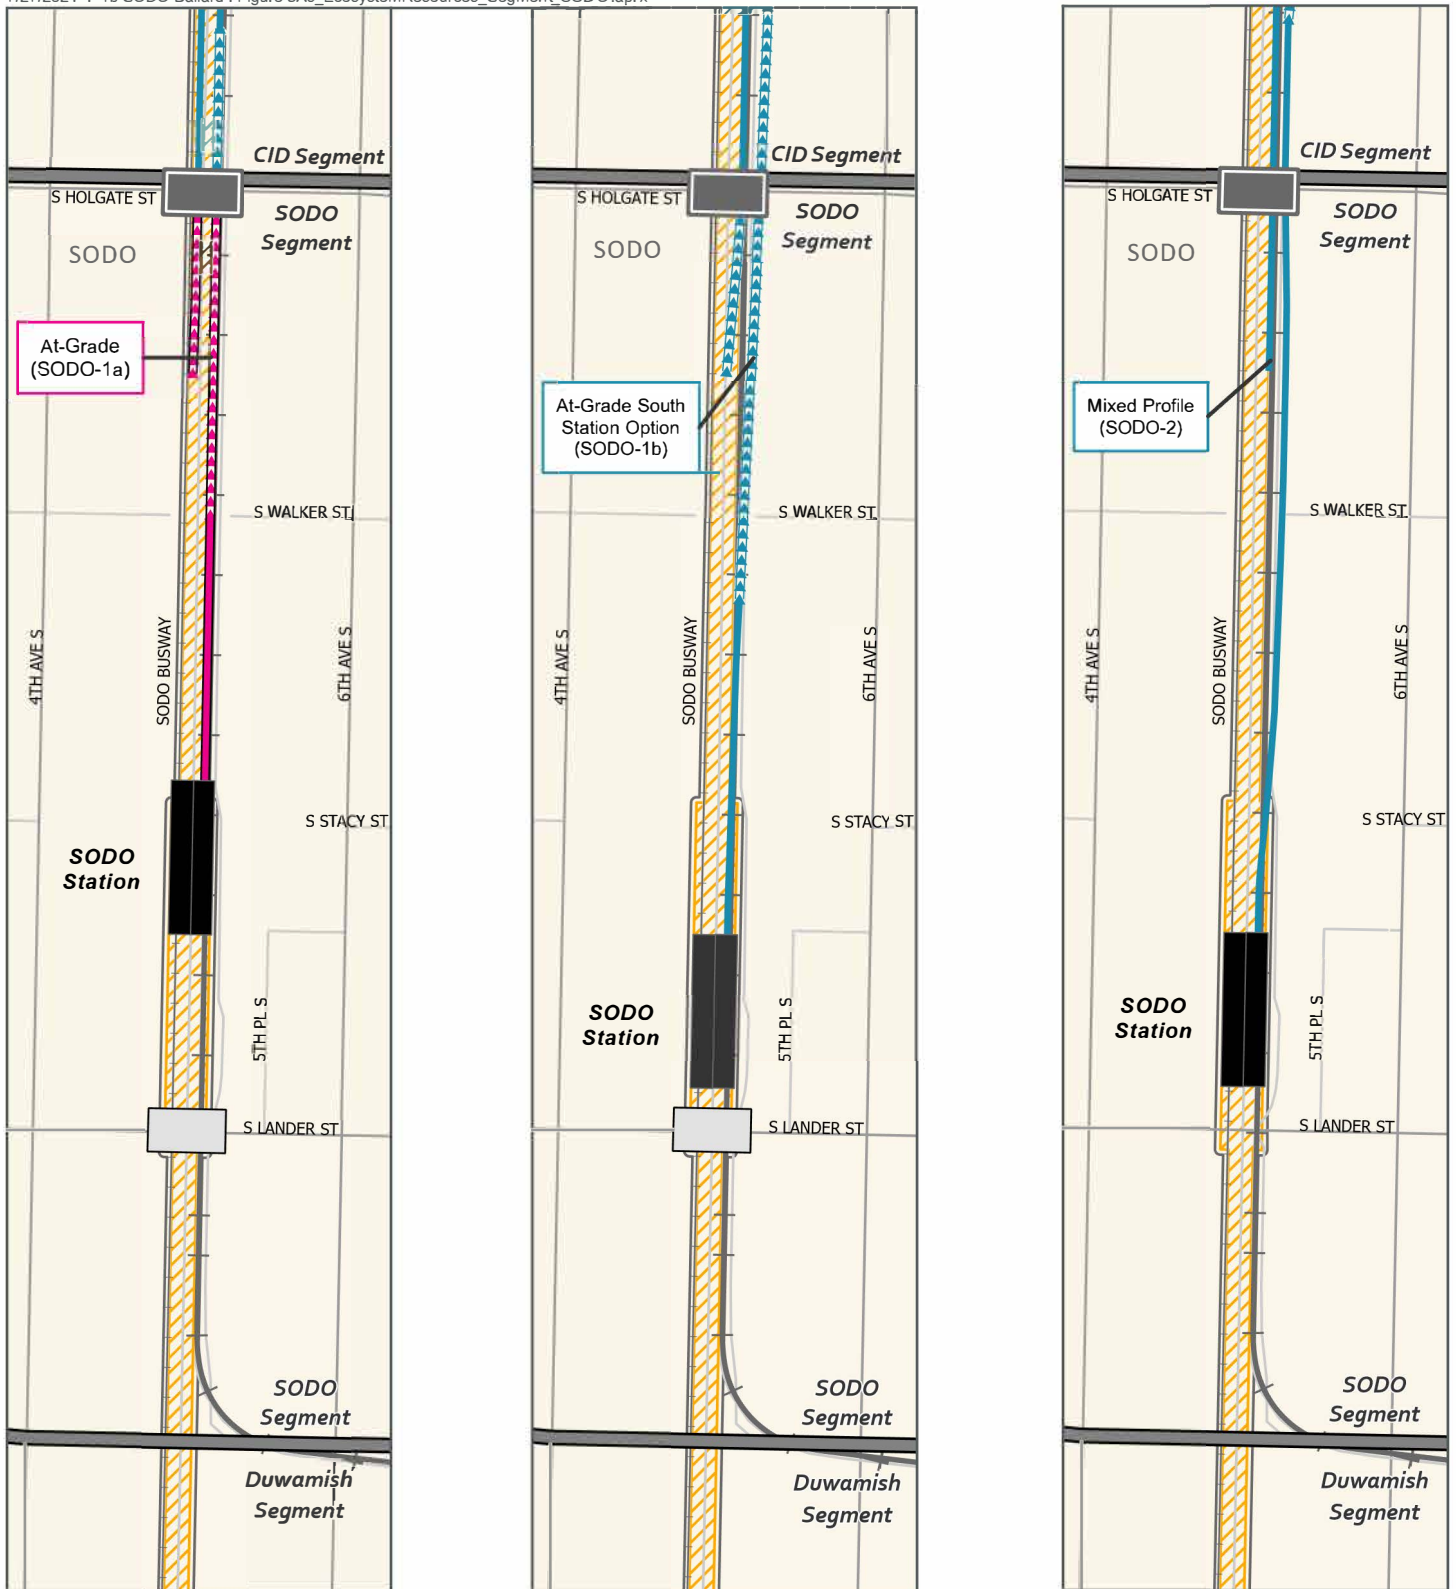 CID Segment
S HOLGATE ST
SODO
Segment
SODO
At-Grade
(SODO-1a)
S WALKER ST
4TH AVE S
SODO BUSWAY
6TH AVE S
S STACY ST
SODO
Station
5TH PL S
S LANDER ST
SODO
Segment
Duwamish
Segment
CID Segment
S HOLGATE ST
SODO
Segment
SODO
At-Grade South
Station Option
(SODO-1b)
S WALKER ST
4TH AVE S
SODO BUSWAY
6TH AVE S
S STACY ST
SODO
Station
5TH PL S
S LANDER ST
SODO
Segment
Duwamish
Segment
CID Segment
S HOLGATE ST
SODO
Segment
SODO
Mixed Profile
(SODO-2)
S WALKER ST
4TH AVE S
SODO BUSWAY
6TH AVE S
S STACY ST
SODO
Station
5TH PL S
S LANDER ST
SODO
Segment
Duwamish
Segment